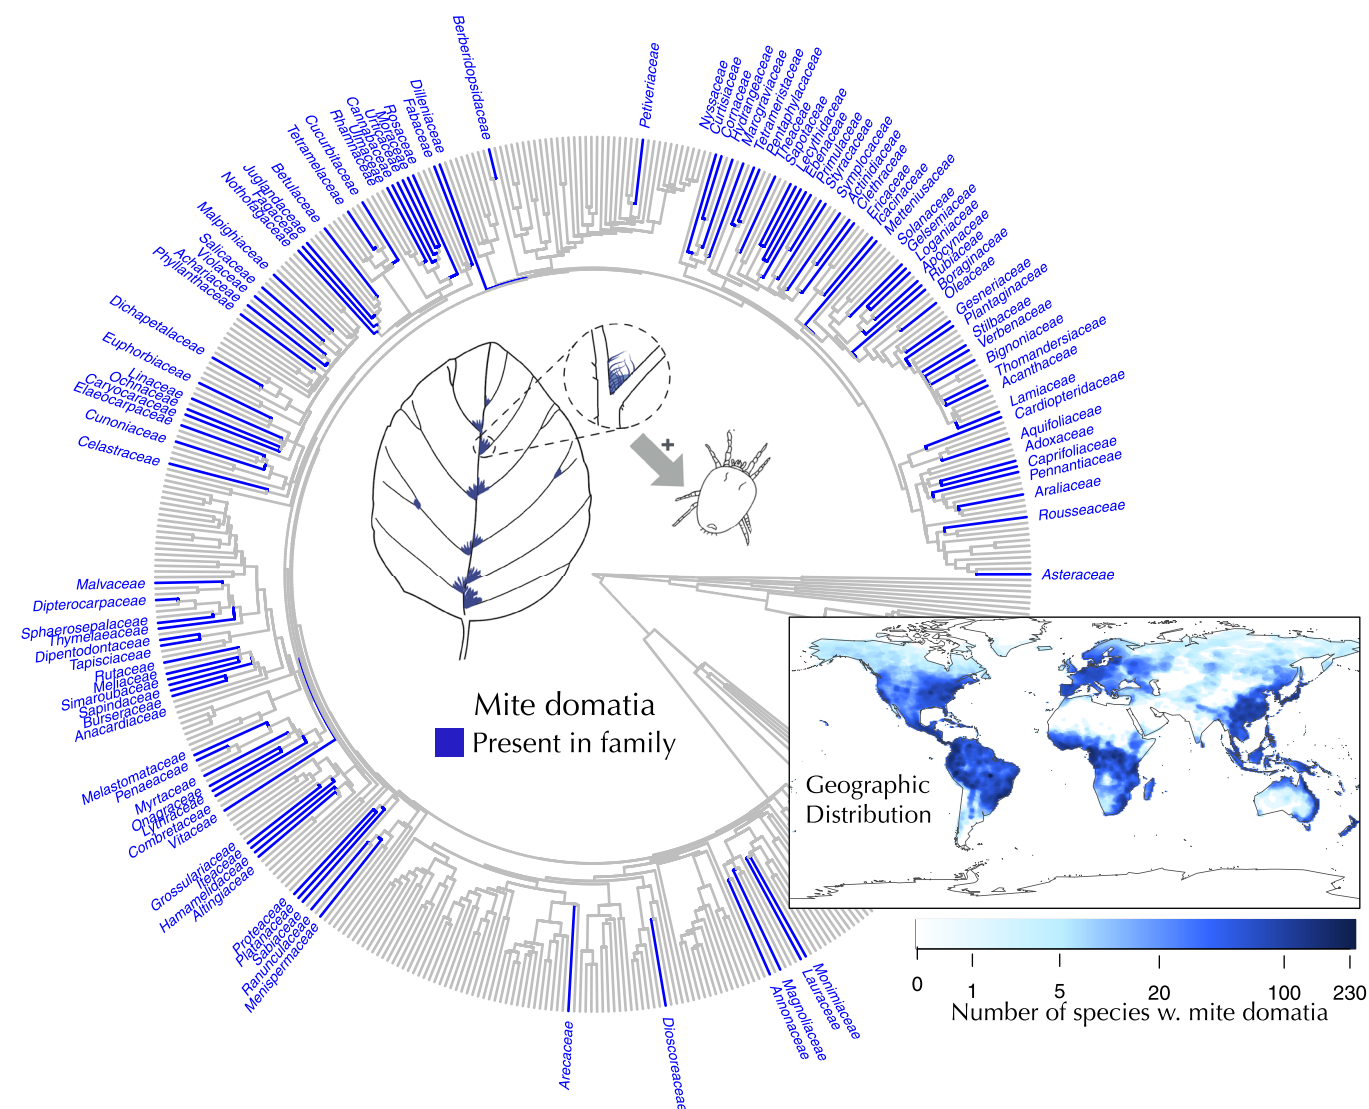 Berberidopsidaceae
Petiveriaceae
Nyssaceae
Curtisiaceae
Cornaceae
Hydrangeaceae
Marcgraviaceae
Tetrameristaceae
Pentaphylacaceae
Theaceae
Sapotaceae
Lecythidaceae
Ebenaceae
Primulaceae
Styracaceae
Symplocaceae
Actinidiaceae
Clethraceae
Ericaceae
Icacinaceae
Metteniusaceae
Solanaceae
Gelsemiaceae
Loganiaceae
Apocynaceae
Rubiaceae
Boraginaceae
Oleaceae
Gesneriaceae
Plantaginaceae
Stilbaceae
Verbenaceae
Bignoniaceae
Thomandersiaceae
Acanthaceae
Lamiaceae
Cardiopteridaceae
Aquifoliaceae
Adoxaceae
Caprifoliaceae
Pennantiaceae
Araliaceae
Rousseaceae
Asteraceae
Dilleniaceae
Fabaceae
Rosaceae
Moraceae
Urticaceae
Cannabaceae
Ulmaceae
Rhamnaceae
Cucurbitaceae
Tetramelaceae
Betulaceae
Juglandaceae
Fagaceae
Nothofagaceae
Malpighiaceae
Salicaceae
Violaceae
Achariaceae
Phyllanthaceae
Dichapetalaceae
Euphorbiaceae
Linaceae
Ochnaceae
Caryocaraceae
Elaeocarpaceae
Cunoniaceae
Celastraceae
Malvaceae
Dipterocarpaceae
Sphaerosepalaceae
Thymelaeaceae
Dipentodontaceae
Tapisciaceae
Rutaceae
Meliaceae
Simaroubaceae
Sapindaceae
Burseraceae
Anacardiaceae
Melastomataceae
Penaeaceae
Myrtaceae
Onagraceae
Lythraceae
Combretaceae
Vitaceae
Grossulariaceae
Iteaceae
Hamamelidaceae
Altingiaceae
Proteaceae
Platanaceae
Sabiaceae
Ranunculaceae
Menispermaceae
Arecaceae
Dioscoreaceae
Annonaceae
Magnoliaceae
Lauraceae
Monimiaceae
+
Mite domatia
Present in family
Geographic
Distribution
0 1 5 20 100 230
Number of species w. mite domatia